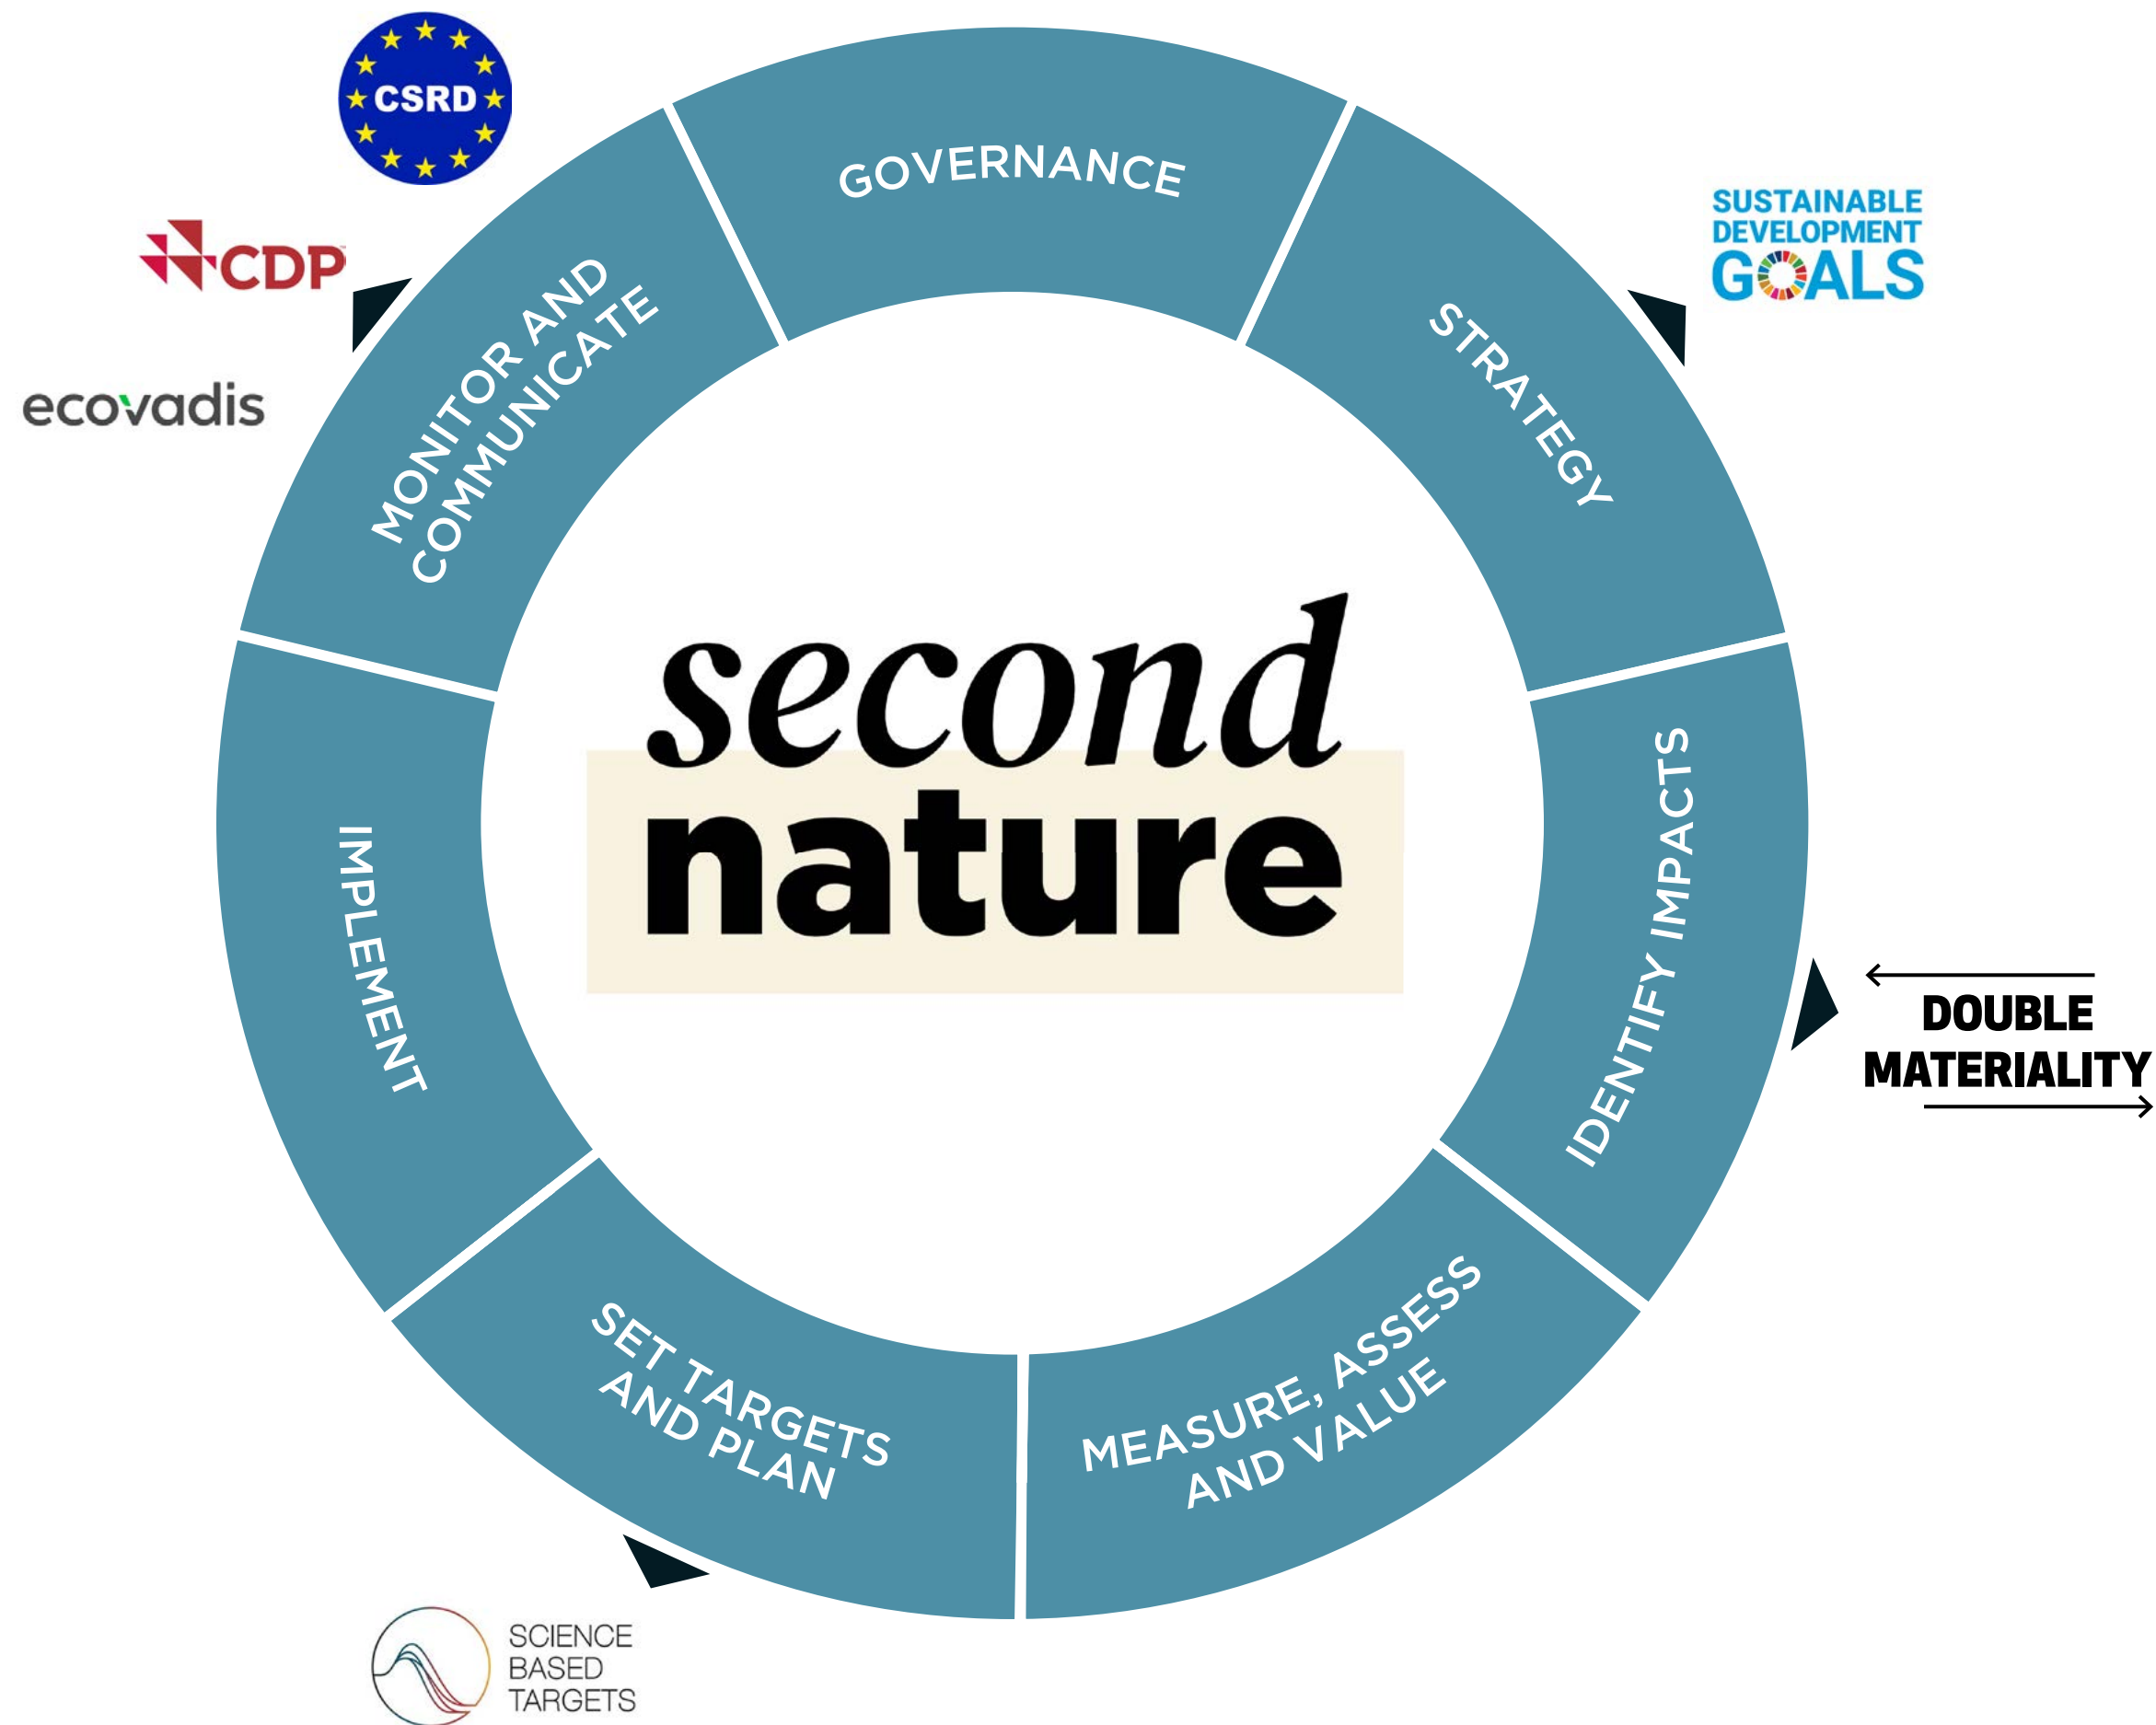 CSRD
GOVERNANCE
SUSTAINABLE
DEVELOPMENT
GOALS
CDP
MONITOR AND
COMMUNICATE
STRATEGY
ecovadis
second
nature
IDENTIFY IMPACTS
IMPLEMENT
DOUBLE
MATERIALITY
SET TARGETS
AND PLAN
MEASURE, ASSESS
AND VALUE
SCIENCE
BASED
TARGETS